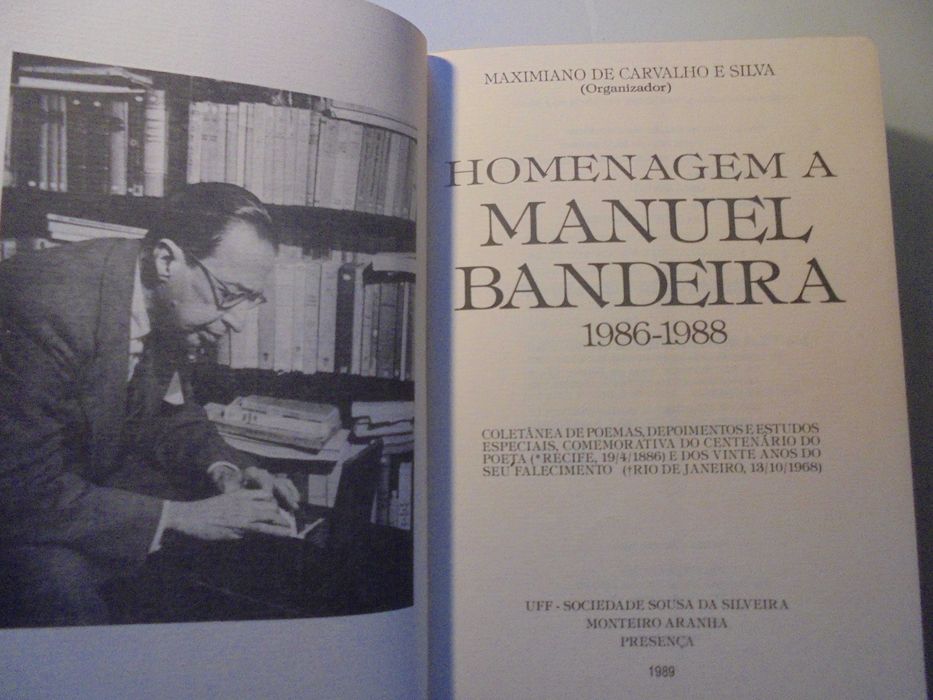 MAXIMIANO DE CARVALHO E SILVA
(Organizador)
HOMENAGEM A
MANUEL
BANDEIRA
1986-1988
COLETÂNEA DE POEMAS, DEPOIMENTOS E ESTUDOS
ESPECIAIS, COMEMORATIVA DO CENTENÁRIO DO
POETA (*RECIFE, 19/4/1886) E DOS VINTE ANOS DO
SEU FALECIMENTO (†RIO DE JANEIRO, 13/10/1968)
UFF - SOCIEDADE SOUSA DA SILVEIRA
MONTEIRO ARANHA
PRESENÇA
1989